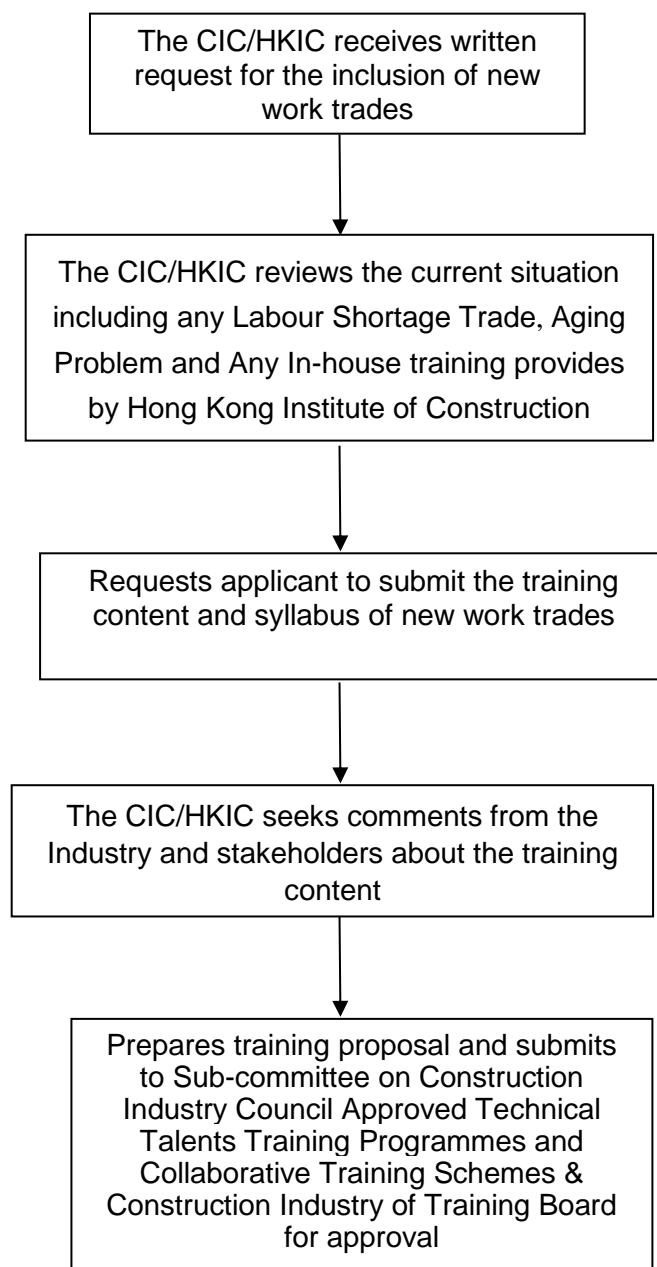 The CIC/HKIC receives written
request for the inclusion of new
work trades
The CIC/HKIC reviews the current situation
including any Labour Shortage Trade, Aging
Problem and Any In-house training provides
by Hong Kong Institute of Construction
Requests applicant to submit the training
content and syllabus of new work trades
The CIC/HKIC seeks comments from the
Industry and stakeholders about the training
content
Prepares training proposal and submits
to Sub-committee on Construction
Industry Council Approved Technical
Talents Training Programmes and
Collaborative Training Schemes &
Construction Industry of Training Board
for approval